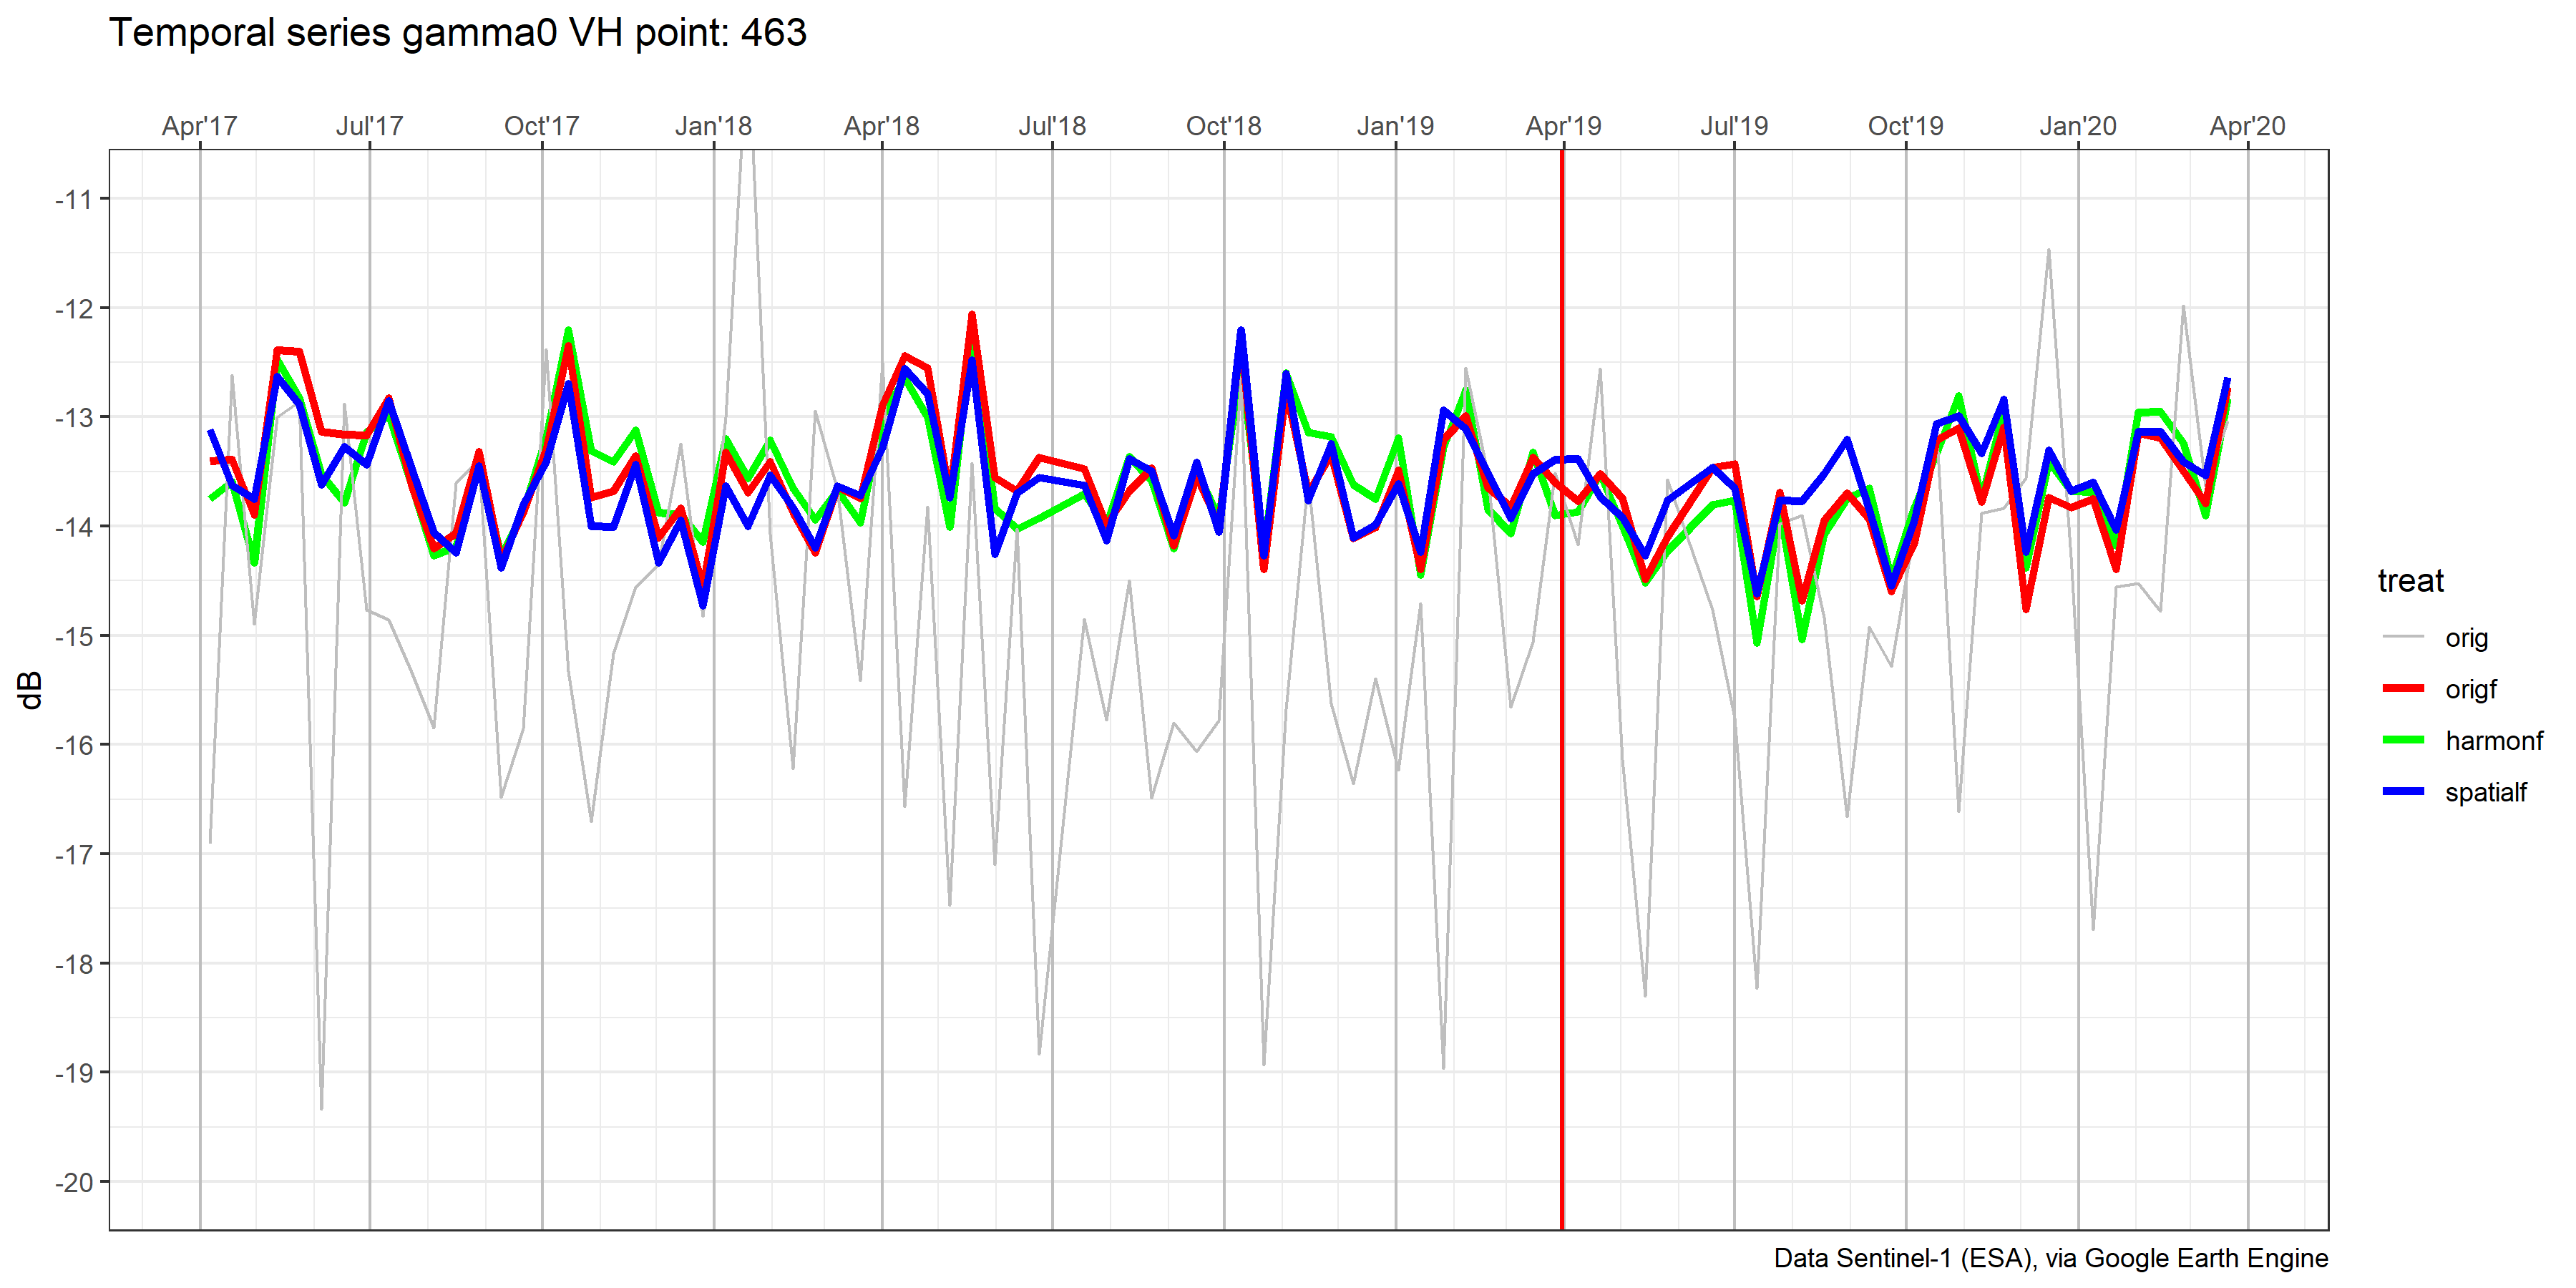 Temporal series gamma0 VH point: 463
Apr'17 Jul'17 Oct'17 Jan'18 Apr'18 Jul'18 Oct'18 Jan'19 Apr'19 Jul'19 Oct'19 Jan'20 Apr'20
-11
-12
-13
-14
-15
-16
-17
-18
-19
-20
dB
treat
orig
origf
harmonf
spatialf
Data Sentinel-1 (ESA), via Google Earth Engine